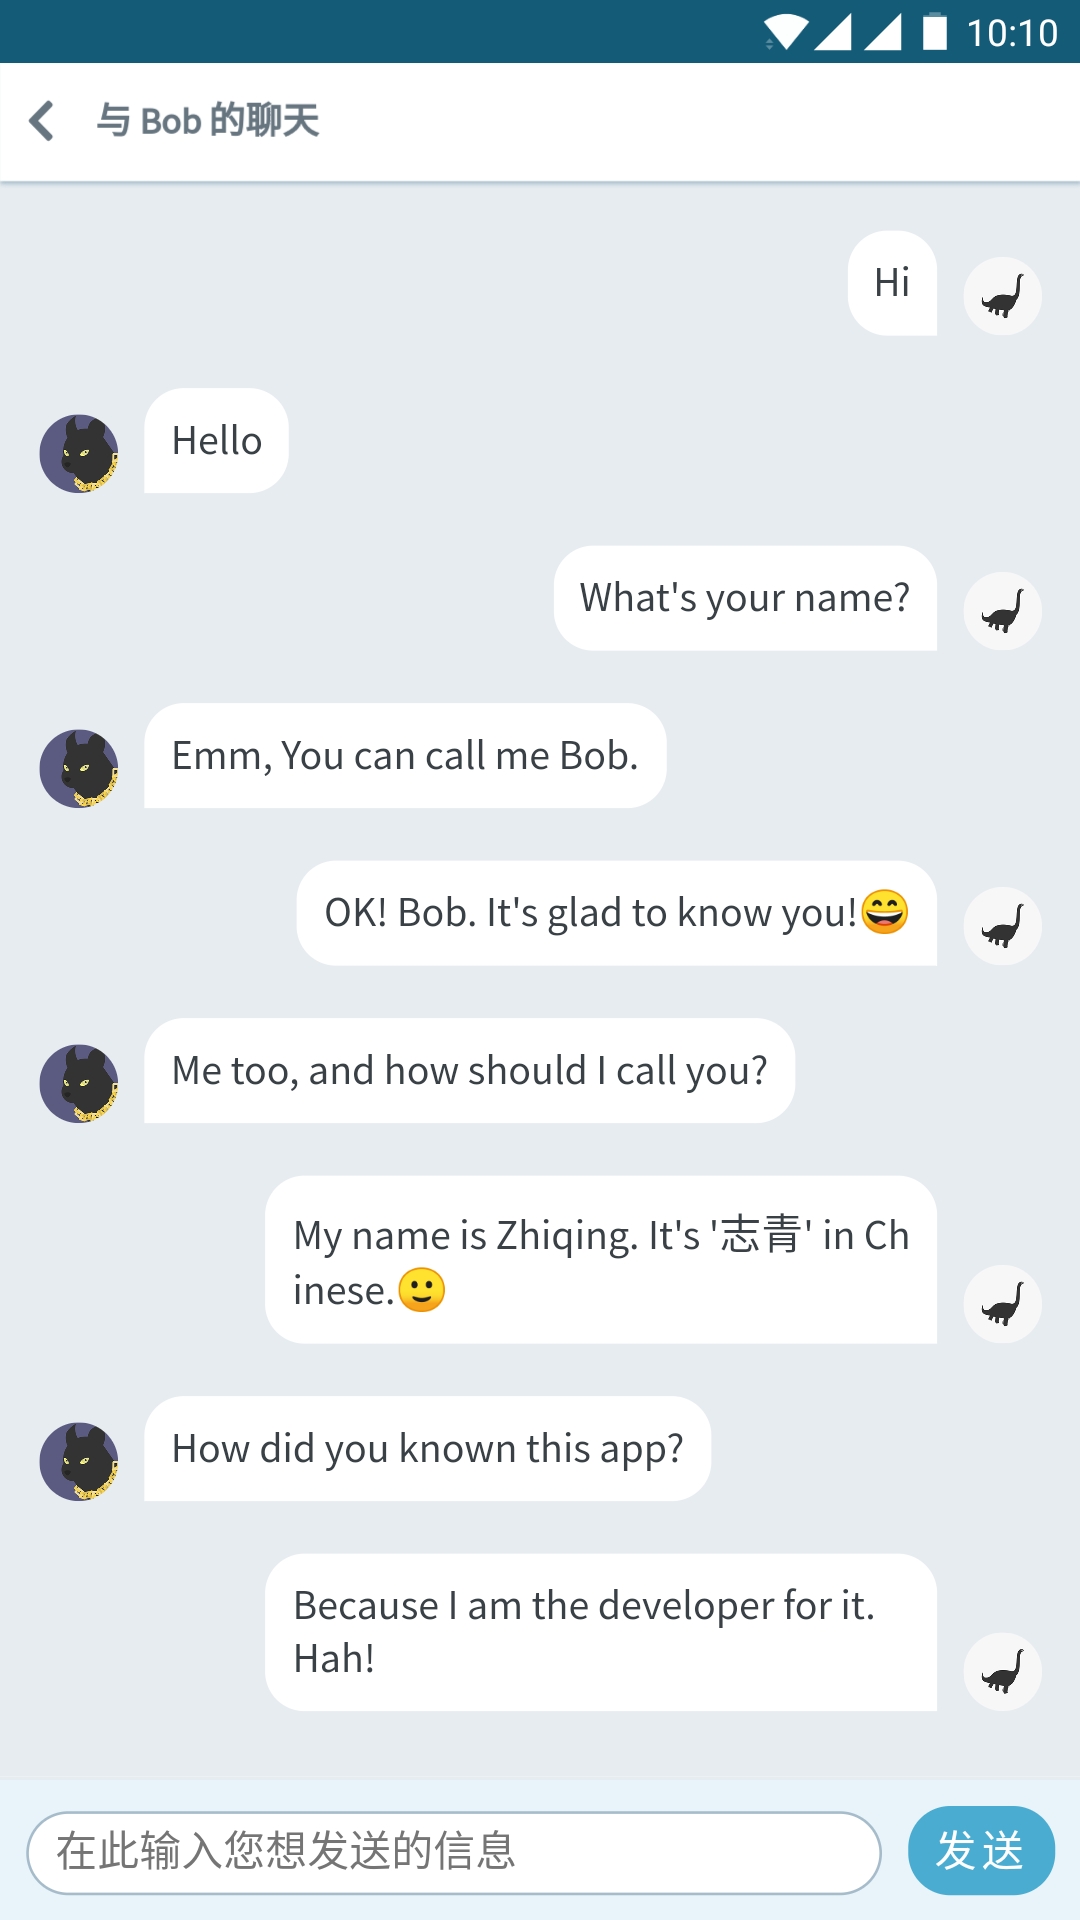 10:10
与 Bob 的聊天
Hi
Hello
What's your name?
Emm, You can call me Bob.
OK! Bob. It's glad to know you!😄
Me too, and how should I call you?
My name is Zhiqing. It's '志青' in Ch
inese.🙂
How did you known this app?
Because I am the developer for it.
Hah!
在此输入您想发送的信息
发送